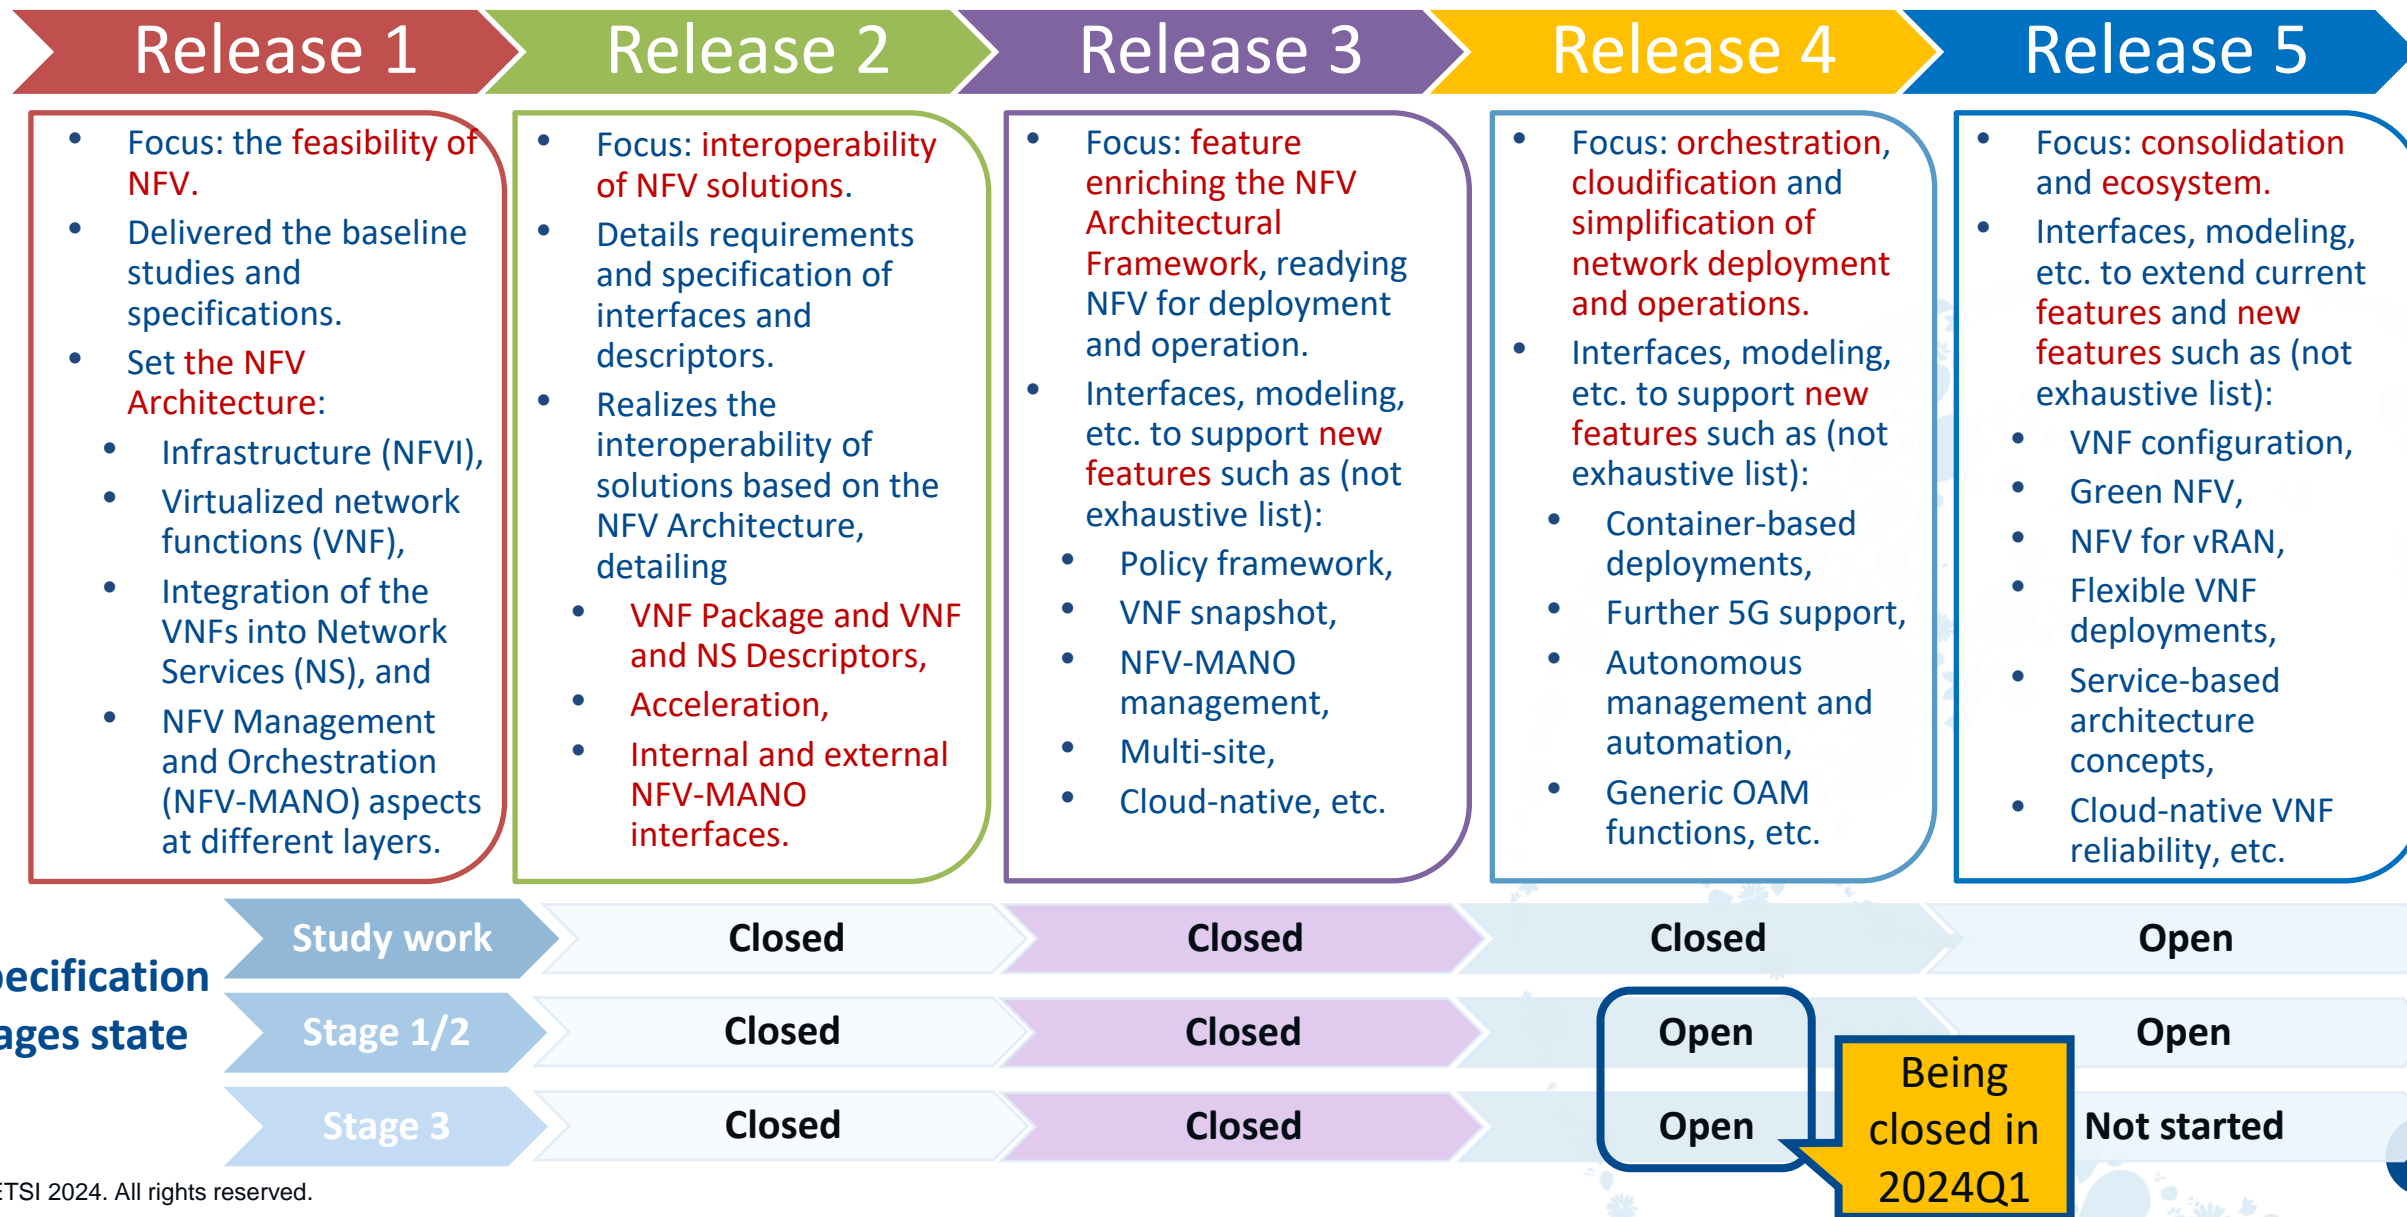 Release 1
Release 2
Release 3
Release 4
Release 5
• Focus: the feasibility of
NFV.
• Delivered the baseline
studies and
specifications.
• Set the NFV
Architecture:
• Infrastructure (NFVI),
• Virtualized network
functions (VNF),
• Integration of the
VNFs into Network
Services (NS), and
• NFV Management
and Orchestration
(NFV-MANO) aspects
at different layers.
• Focus: interoperability
of NFV solutions.
• Details requirements
and specification of
interfaces and
descriptors.
• Realizes the
interoperability of
solutions based on the
NFV Architecture,
detailing
• VNF Package and VNF
and NS Descriptors,
• Acceleration,
• Internal and external
NFV-MANO
interfaces.
• Focus: feature
enriching the NFV
Architectural
Framework, readying
NFV for deployment
and operation.
• Interfaces, modeling,
etc. to support new
features such as (not
exhaustive list):
• Policy framework,
• VNF snapshot,
• NFV-MANO
management,
• Multi-site,
• Cloud-native, etc.
• Focus: orchestration,
cloudification and
simplification of
network deployment
and operations.
• Interfaces, modeling,
etc. to support new
features such as (not
exhaustive list):
• Container-based
deployments,
• Further 5G support,
• Autonomous
management and
automation,
• Generic OAM
functions, etc.
• Focus: consolidation
and ecosystem.
• Interfaces, modeling,
etc. to extend current
features and new
features such as (not
exhaustive list):
• VNF configuration,
• Green NFV,
• NFV for vRAN,
• Flexible VNF
deployments,
• Service-based
architecture
concepts,
• Cloud-native VNF
reliability, etc.
pecification
ages state
Study work
Closed
Closed
Closed
Open
Stage 1/2
Closed
Closed
Open
Open
Stage 3
Closed
Closed
Open
Not started
Being
closed in
2024Q1
ETSI 2024. All rights reserved.